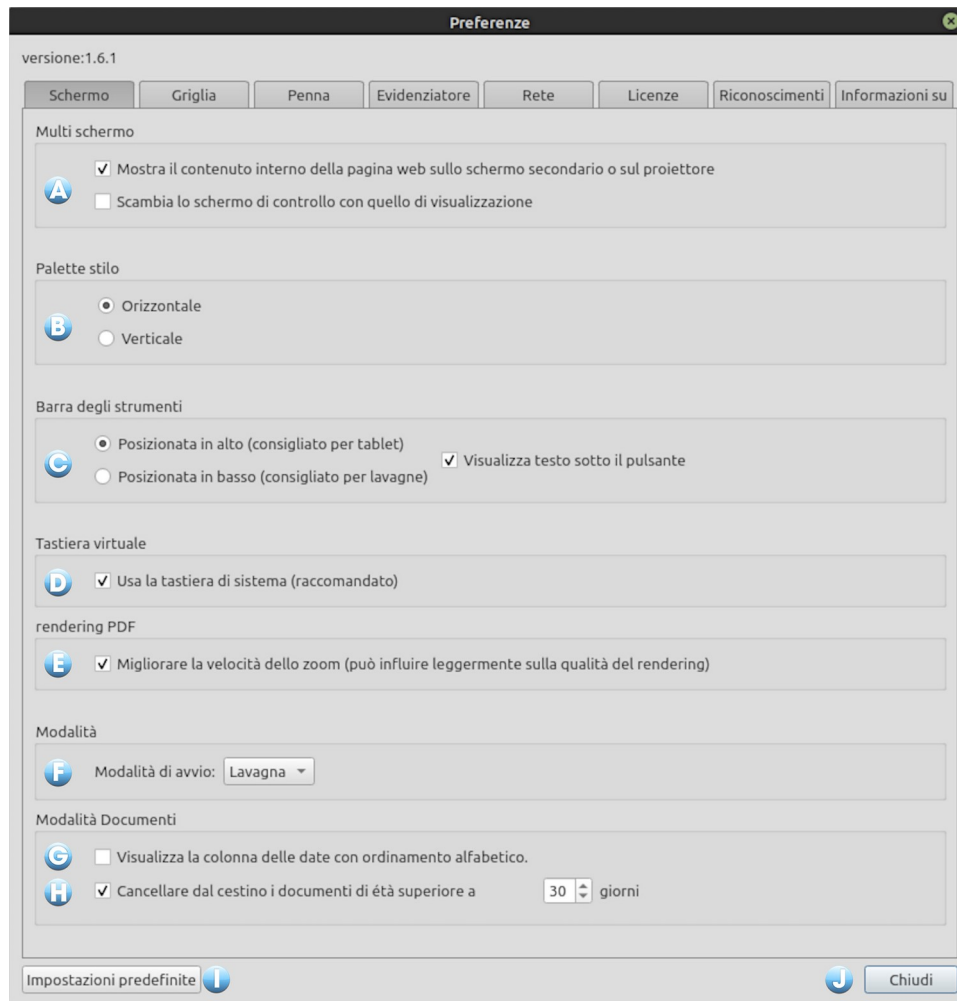 Preferenze
versione:1.6.1
Schermo Griglia Penna Evidenziatore Rete Licenze Riconoscimenti Informazioni su
Multi schermo
A
Mostra il contenuto interno della pagina web sullo schermo secondario o sul proiettore
Scambia lo schermo di controllo con quello di visualizzazione
Palette stilo
B
Orizzontale
Verticale
Barra degli strumenti
C
Posizionata in alto (consigliato per tablet)
Visualizza testo sotto il pulsante
Posizionata in basso (consigliato per lavagne)
Tastiera virtuale
D Usa la tastiera di sistema (raccomandato)
rendering PDF
E Migliorare la velocità dello zoom (può influire leggermente sulla qualità del rendering)
Modalità
F Modalità di avvio: Lavagna
Modalità Documenti
G Visualizza la colonna delle date con ordinamento alfabetico.
H Cancellare dal cestino i documenti di étà superiore a 30 giorni
Impostazioni predefinite I J Chiudi